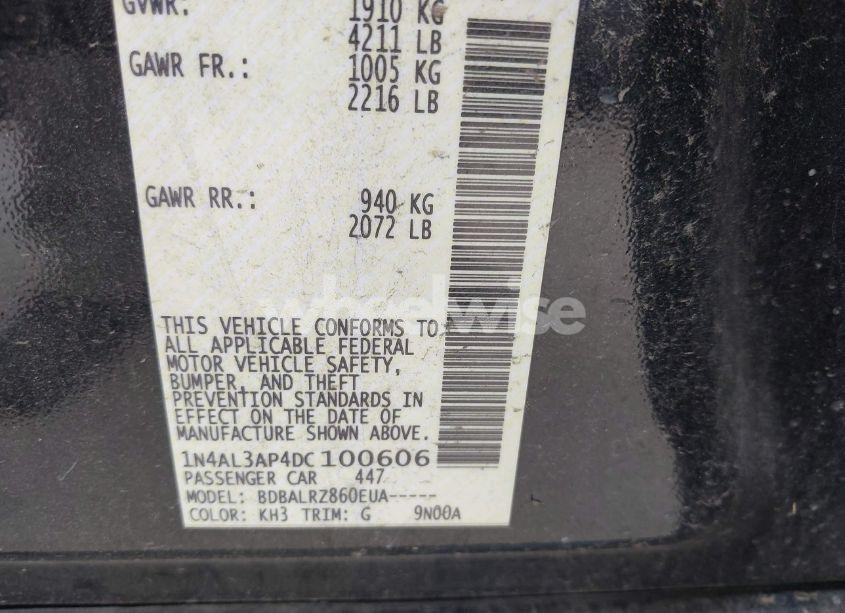 GVWR: 1910 KG
4211 LB
GAWR FR.: 1005 KG
2216 LB
GAWR RR.: 940 KG
2072 LB
wheelwise
THIS VEHICLE CONFORMS TO
ALL APPLICABLE FEDERAL
MOTOR VEHICLE SAFETY,
BUMPER, AND THEFT
PREVENTION STANDARDS IN
EFFECT ON THE DATE OF
MANUFACTURE SHOWN ABOVE.
1N4AL3AP4DC100606
PASSENGER CAR 447
MODEL: BDBALRZ860EUA-----
COLOR: KH3 TRIM: G 9N00A